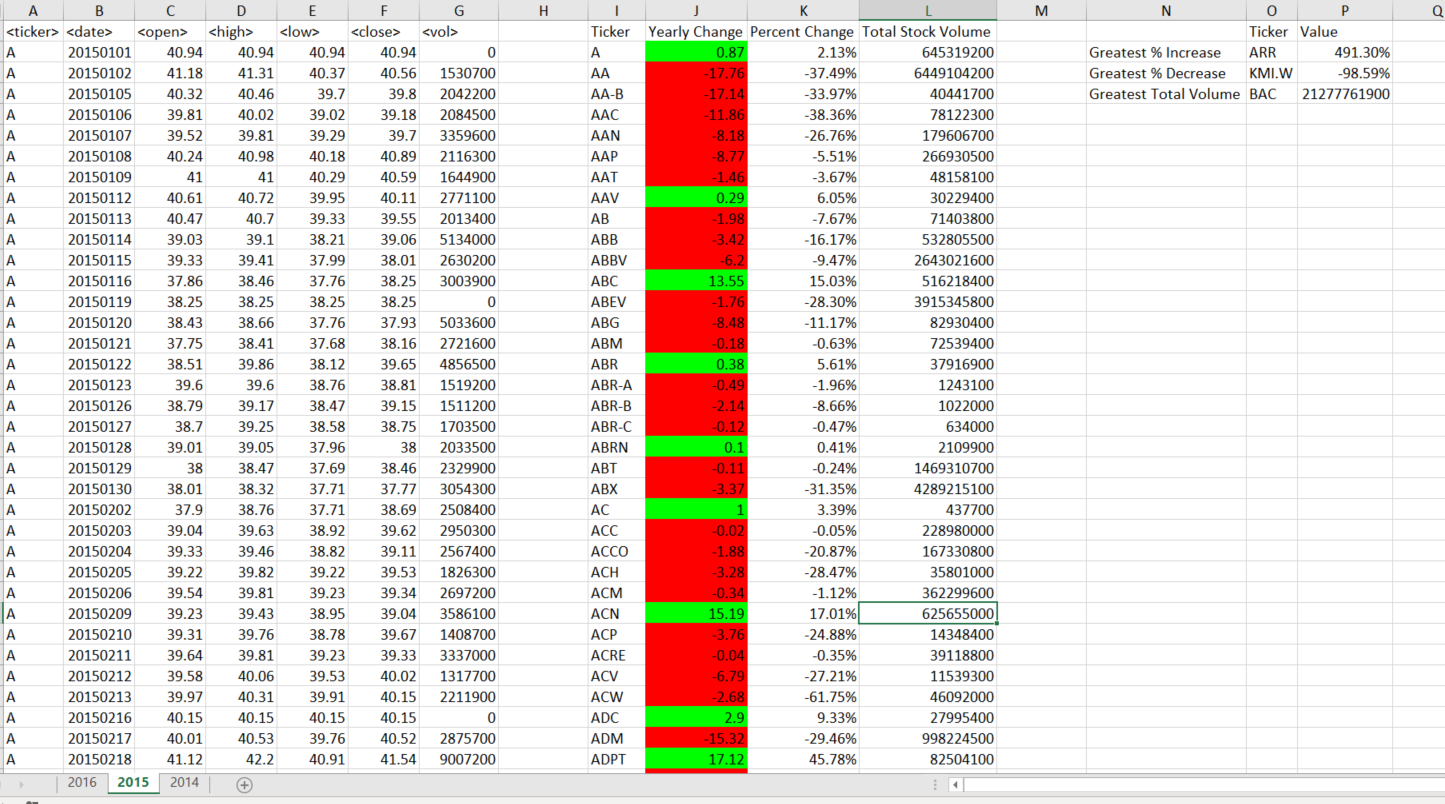 A B C D E F G H I J K L M N O P Q
<ticker> <date> <open> <high> <low> <close> <vol> Ticker Yearly Change Percent Change Total Stock Volume Ticker Value
A 20150101 40.94 40.94 40.94 40.94 0 A 0.87 2.13% 645319200 Greatest % Increase ARR 491.30%
A 20150102 41.18 41.31 40.37 40.56 1530700 AA -17.76 -37.49% 6449104200 Greatest % Decrease KMI.W -98.59%
A 20150105 40.32 40.46 39.7 39.8 2042200 AA-B -17.14 -33.97% 40441700 Greatest Total Volume BAC 21277761900
A 20150106 39.81 40.02 39.02 39.18 2084500 AAC -11.86 -38.36% 78122300
A 20150107 39.52 39.81 39.29 39.7 3359600 AAN -8.18 -26.76% 179606700
A 20150108 40.24 40.98 40.18 40.89 2116300 AAP -8.77 -5.51% 266930500
A 20150109 41 41 40.29 40.59 1644900 AAT -1.46 -3.67% 48158100
A 20150112 40.61 40.72 39.95 40.11 2771100 AAV 0.29 6.05% 30229400
A 20150113 40.47 40.7 39.33 39.55 2013400 AB -1.98 -7.67% 71403800
A 20150114 39.03 39.1 38.21 39.06 5134000 ABB -3.42 -16.17% 532805500
A 20150115 39.33 39.41 37.99 38.01 2630200 ABBV -6.2 -9.47% 2643021600
A 20150116 37.86 38.46 37.76 38.25 3003900 ABC 13.55 15.03% 516218400
A 20150119 38.25 38.25 38.25 38.25 0 ABEV -1.76 -28.30% 3915345800
A 20150120 38.43 38.66 37.76 37.93 5033600 ABG -8.48 -11.17% 82930400
A 20150121 37.75 38.41 37.68 38.16 2721600 ABM -0.18 -0.63% 72539400
A 20150122 38.51 39.86 38.12 39.65 4856500 ABR 0.38 5.61% 37916900
A 20150123 39.6 39.6 38.76 38.81 1519200 ABR-A -0.49 -1.96% 1243100
A 20150126 38.79 39.17 38.47 39.15 1511200 ABR-B -2.14 -8.66% 1022000
A 20150127 38.7 39.25 38.58 38.75 1703500 ABR-C -0.12 -0.47% 634000
A 20150128 39.01 39.05 37.96 38 2033500 ABRN 0.1 0.41% 2109900
A 20150129 38 38.47 37.69 38.46 2329900 ABT -0.11 -0.24% 1469310700
A 20150130 38.01 38.32 37.71 37.77 3054300 ABX -3.37 -31.35% 4289215100
A 20150202 37.9 38.76 37.71 38.69 2508400 AC 1 3.39% 437700
A 20150203 39.04 39.63 38.92 39.62 2950300 ACC -0.02 -0.05% 228980000
A 20150204 39.33 39.46 38.82 39.11 2567400 ACCO -1.88 -20.87% 167330800
A 20150205 39.22 39.82 39.22 39.53 1826300 ACH -3.28 -28.47% 35801000
A 20150206 39.54 39.81 39.23 39.34 2697200 ACM -0.34 -1.12% 362299600
A 20150209 39.23 39.43 38.95 39.04 3586100 ACN 15.19 17.01% 625655000
A 20150210 39.31 39.76 38.78 39.67 1408700 ACP -3.76 -24.88% 14348400
A 20150211 39.64 39.81 39.23 39.33 3337000 ACRE -0.04 -0.35% 39118800
A 20150212 39.58 40.06 39.53 40.02 1317700 ACV -6.79 -27.21% 11539300
A 20150213 39.97 40.31 39.91 40.15 2211900 ACW -2.68 -61.75% 46092000
A 20150216 40.15 40.15 40.15 40.15 0 ADC 2.9 9.33% 27995400
A 20150217 40.01 40.53 39.76 40.52 2875700 ADM -15.32 -29.46% 998224500
A 20150218 41.12 42.2 40.91 41.54 9007200 ADPT 17.12 45.78% 82504100
2016 2015 2014